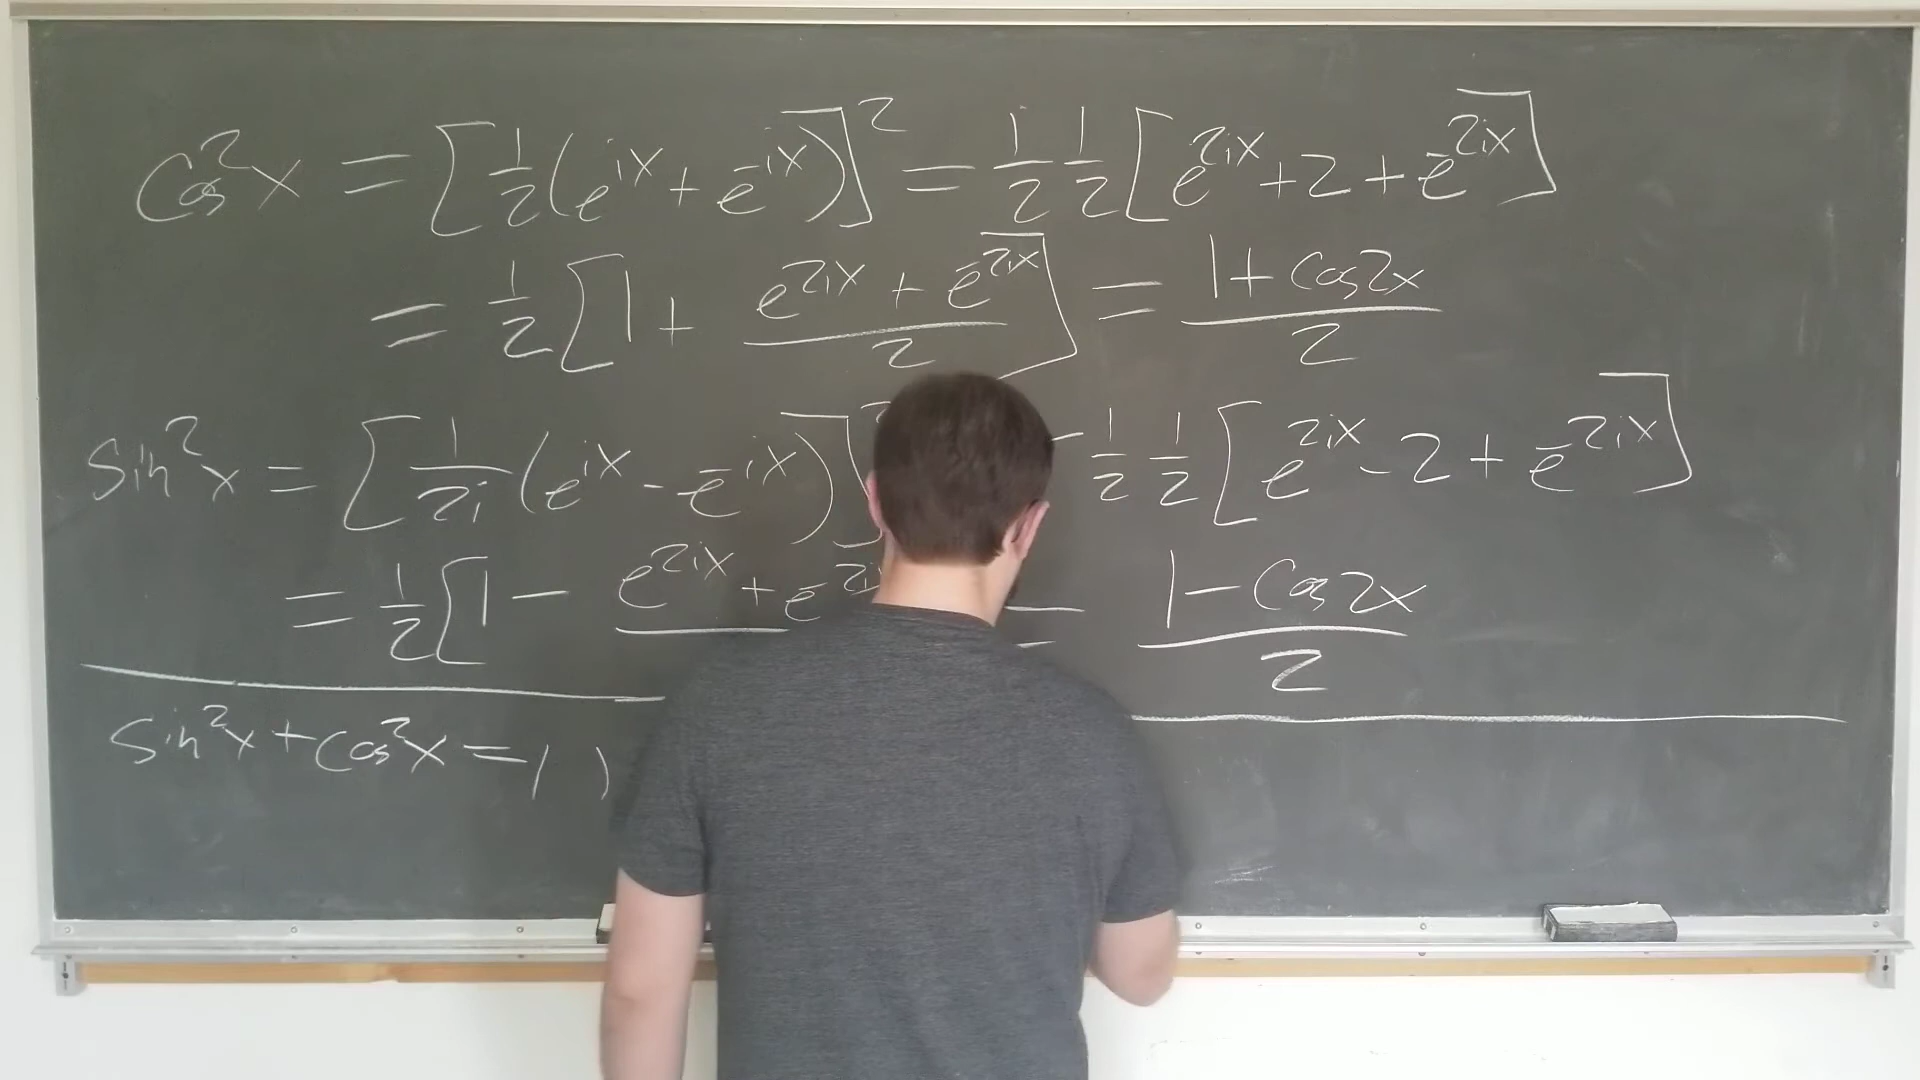 cos²x = [1/2(e^ix + e^-ix)]² = 1/2 1/2 [e^2ix + 2 + e^-2ix]
= 1/2 [1 + (e^2ix + e^-2ix)/2] = (1 + cos2x)/2
sin²x = [1/2i (e^ix - e^-ix)]² - 1/2 1/2 [e^2ix - 2 + e^-2ix]
= 1/2 [1 - e^2ix + e^-2i = (1 - cos2x)/2
sin²x + cos²x = 1,